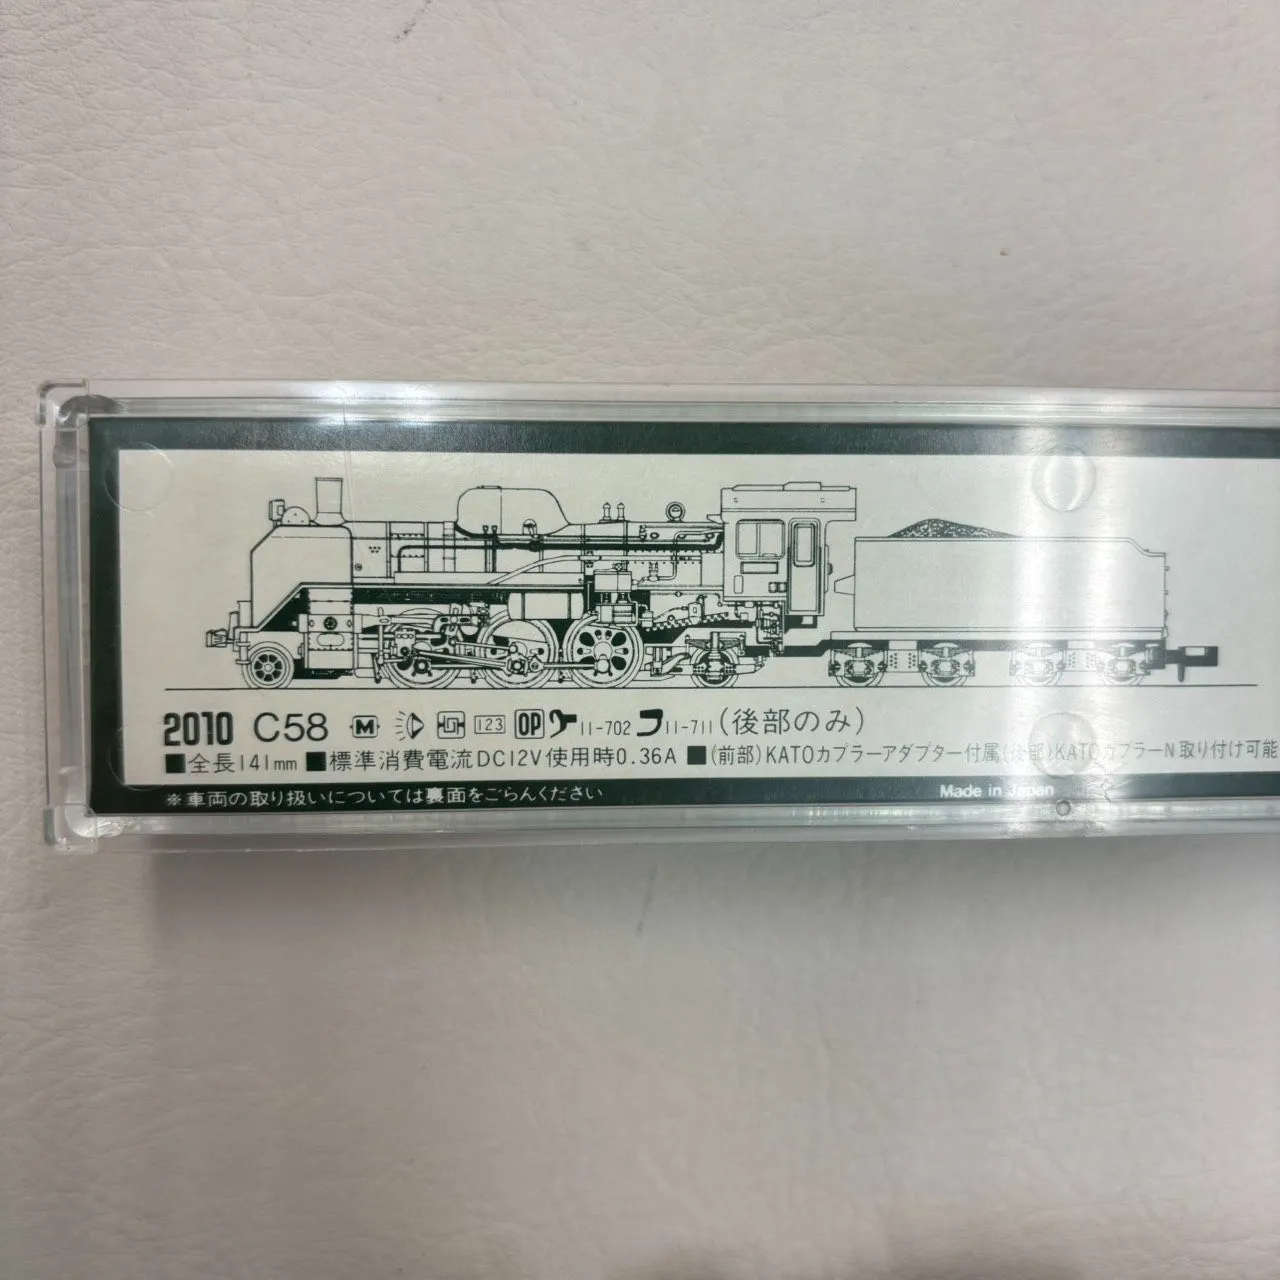 2010 C58 M 123 OP 11-702 11-711(後部のみ)
■全長141mm ■標準消費電流DC12V使用時0.36A ■(前部)KATOカプラーアダプター付属(後部)KATOカプラーN取り付け可能
※車両の取り扱いについては裏面をごらんください Made in Japan